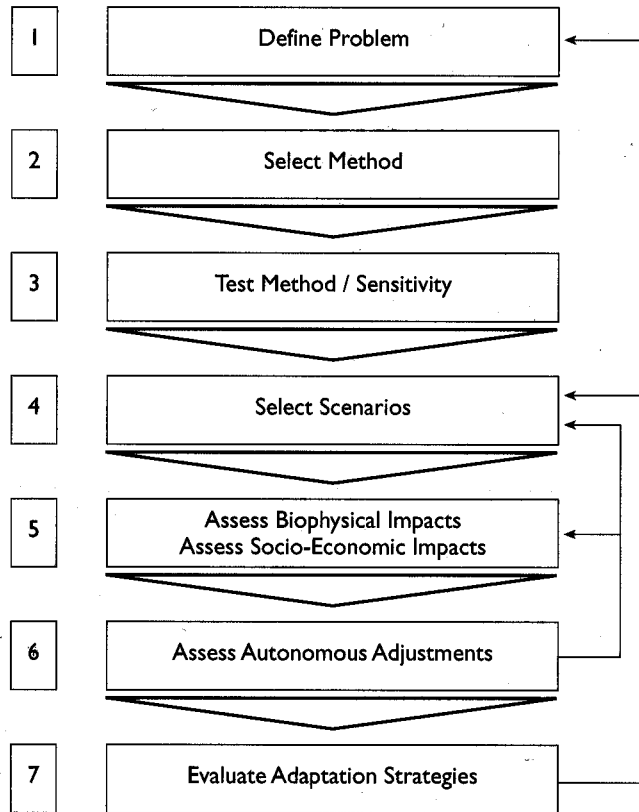 1
Define Problem
2
Select Method
3
Test Method / Sensitivity
4
Select Scenarios
5
Assess Biophysical Impacts
Assess Socio-Economic Impacts
6
Assess Autonomous Adjustments
7
Evaluate Adaptation Strategies